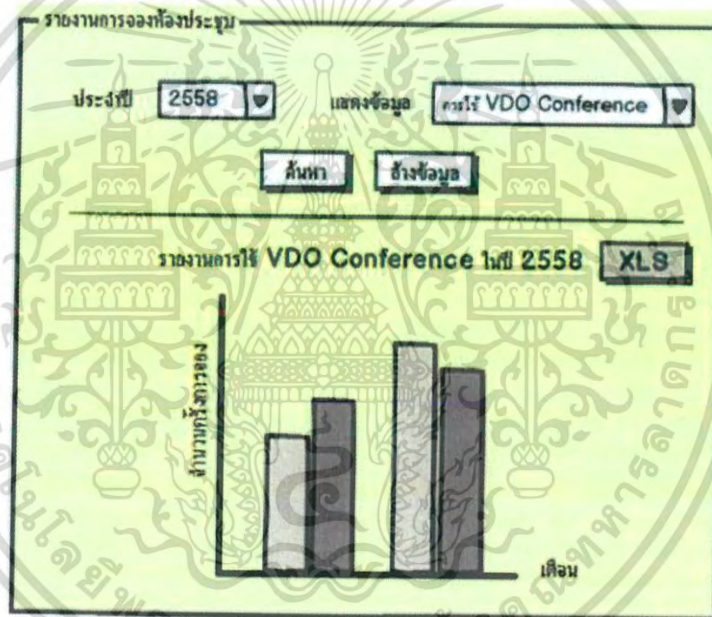 รายงานการจองห้องประชุม
ประจำปี 2558 แสดงข้อมูล การใช้ VDO Conference
ค้นหา ล้างข้อมูล
รายงานการใช้ VDO Conference ในปี 2558 XLS
จำนวนครั้งการจอง
เดือน